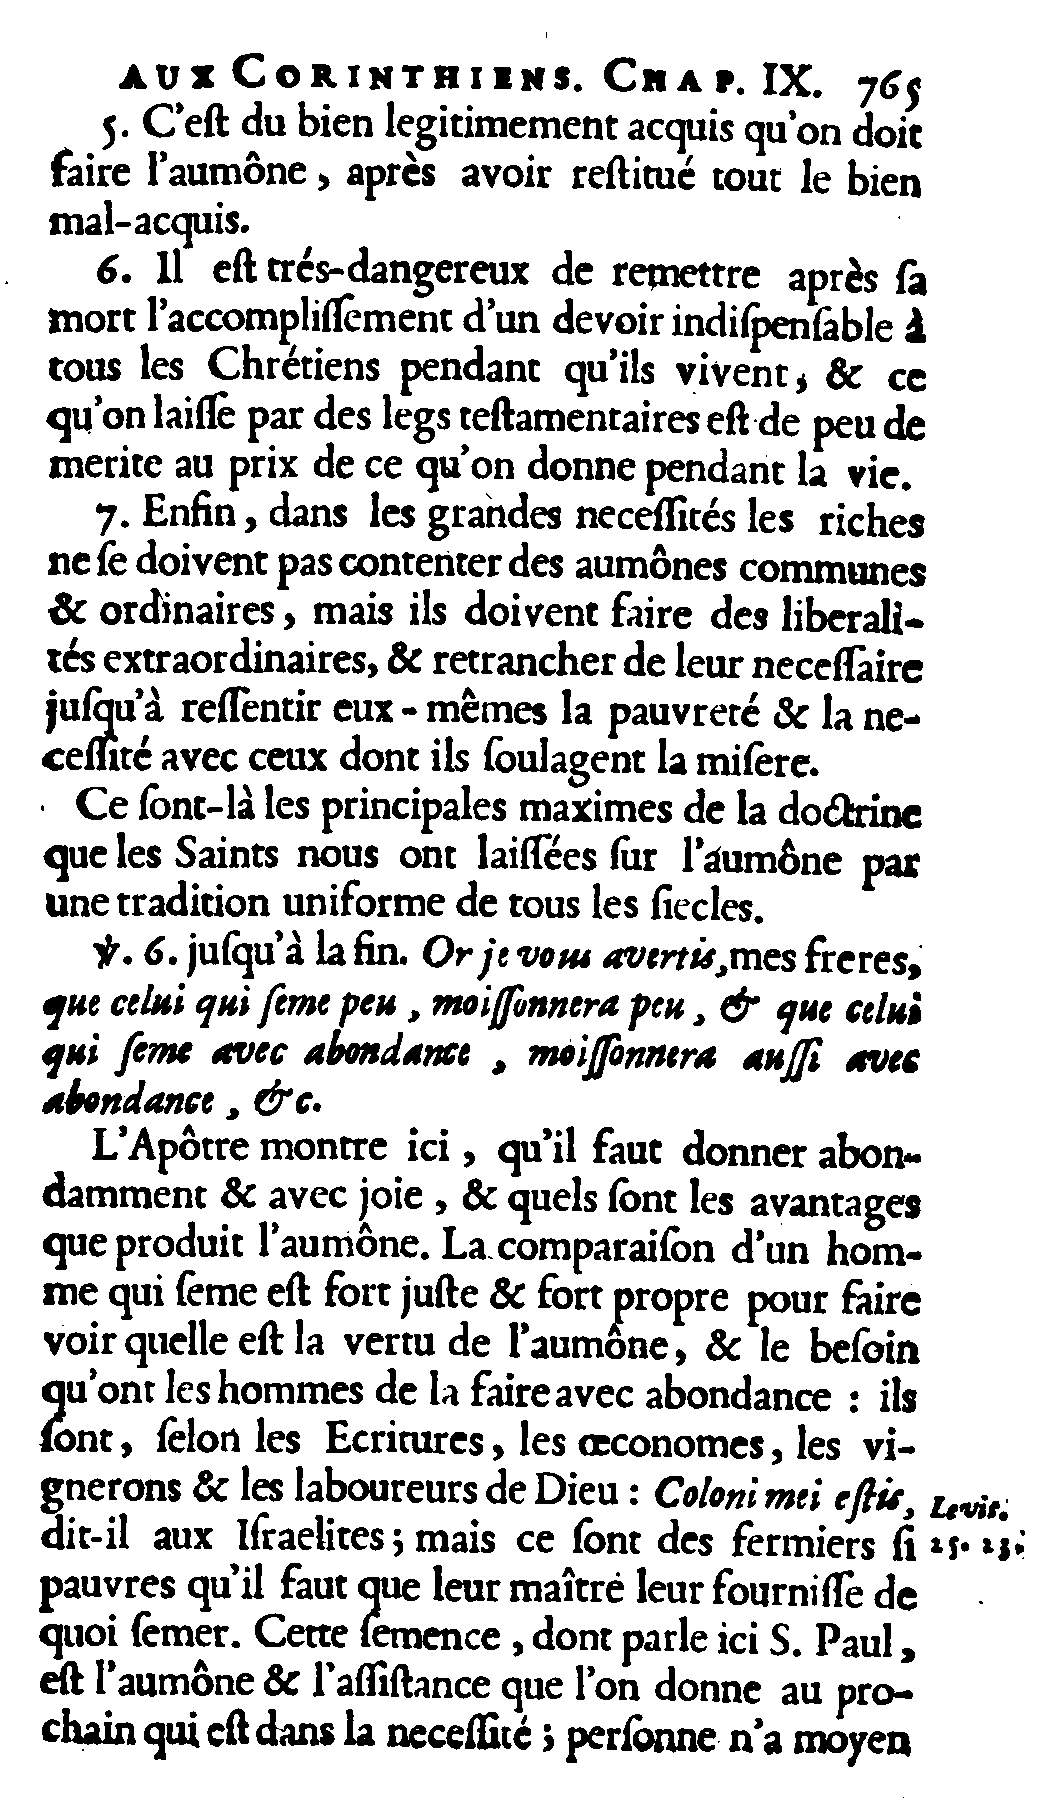 AUX CORINTHIENS. CHAP. IX. 765
5. C'eſt du bien legitimement acquis qu'on doit
faire l'aumône, après avoir reſtitué tout le bien
mal-acquis.
6. Il eſt trés-dangereux de remettre après ſa
mort l'accompliſſement d'un devoir indiſpenſable à
tous les Chrétiens pendant qu'ils vivent, & ce
qu'on laiſſe par des legs teſtamentaires eſt de peu de
merite au prix de ce qu'on donne pendant la vie.
7. Enfin, dans les grandes neceſſités les riches
ne ſe doivent pas contenter des aumônes communes
& ordinaires, mais ils doivent faire des liberali-
tés extraordinaires, & retrancher de leur neceſſaire
juſqu'à reſſentir eux-mêmes la pauvreté & la ne-
ceſſité avec ceux dont ils ſoulagent la miſere.
Ce ſont-là les principales maximes de la doctrine
que les Saints nous ont laiſſées ſur l'aumône par
une tradition uniforme de tous les ſiecles.
℣. 6. juſqu'à la fin. Or je vous avertis, mes freres,
que celui qui ſeme peu, moiſſonnera peu, & que celui
qui ſeme avec abondance, moiſſonnera auſſi avec
abondance, &c.
L'Apôtre montre ici, qu'il faut donner abon-
damment & avec joie, & quels ſont les avantages
que produit l'aumône. La comparaiſon d'un hom-
me qui ſeme eſt fort juſte & fort propre pour faire
voir quelle eſt la vertu de l'aumône, & le beſoin
qu'ont les hommes de la faire avec abondance : ils
ſont, ſelon les Ecritures, les œconomes, les vi-
gnerons & les laboureurs de Dieu : Coloni mei eſtis, Levit.
dit-il aux Iſraelites ; mais ce ſont des fermiers ſi 25. 23.
pauvres qu'il faut que leur maître leur fourniſſe de
quoi ſemer. Cette ſemence, dont parle ici S. Paul,
eſt l'aumône & l'aſſiſtance que l'on donne au pro-
chain qui eſt dans la neceſſité ; perſonne n'a moyen